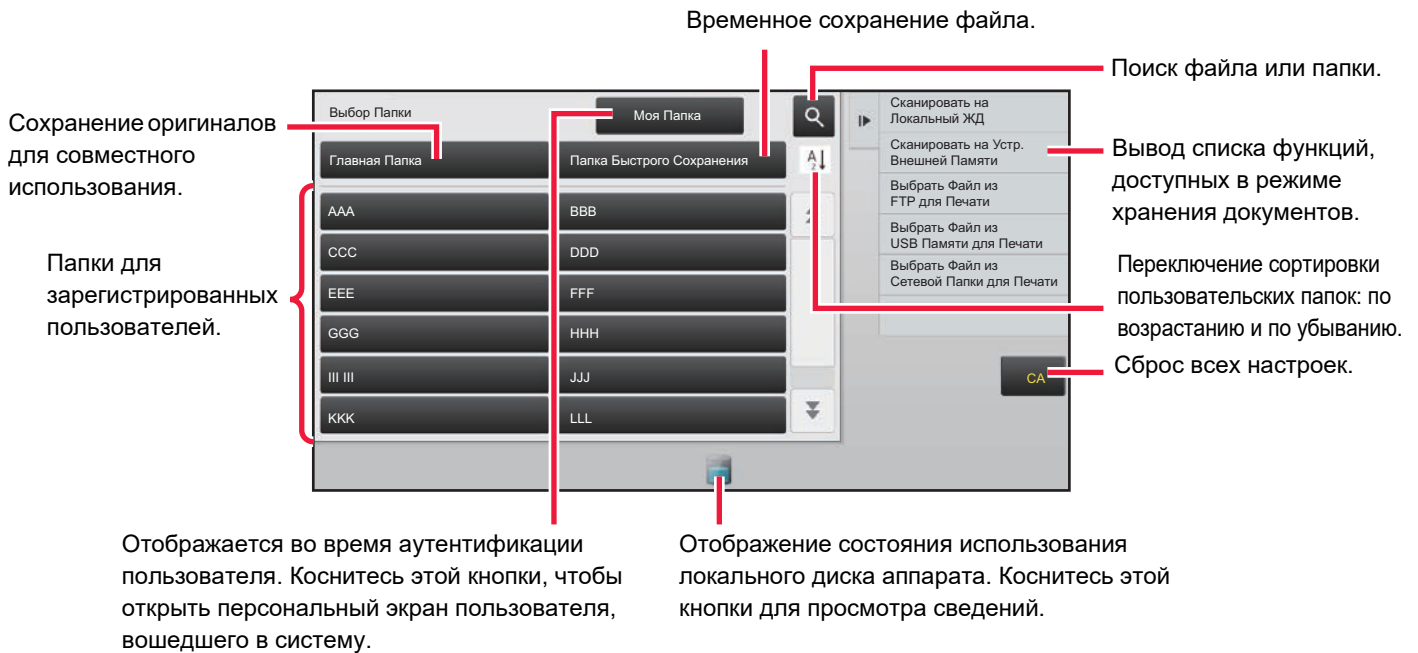 Временное сохранение файла.
Поиск файла или папки.
Сохранение оригиналов
для совместного
использования.
Папки для
зарегистрированных
пользователей.
Выбор Папки
Моя Папка
Главная Папка
Папка Быстрого Сохранения
A
Z
AAA
BBB
CCC
DDD
EEE
FFF
GGG
HHH
III III
JJJ
KKK
LLL
Сканировать на
Локальный ЖД
Сканировать на Устр.
Внешней Памяти
Выбрать Файл из
FTP для Печати
Выбрать Файл из
USB Памяти для Печати
Выбрать Файл из
Сетевой Папки для Печати
CA
Вывод списка функций,
доступных в режиме
хранения документов.
Переключение сортировки
пользовательских папок: по
возрастанию и по убыванию.
Сброс всех настроек.
Отображается во время аутентификации
пользователя. Коснитесь этой кнопки, чтобы
открыть персональный экран пользователя,
вошедшего в систему.
Отображение состояния использования
локального диска аппарата. Коснитесь этой
кнопки для просмотра сведений.